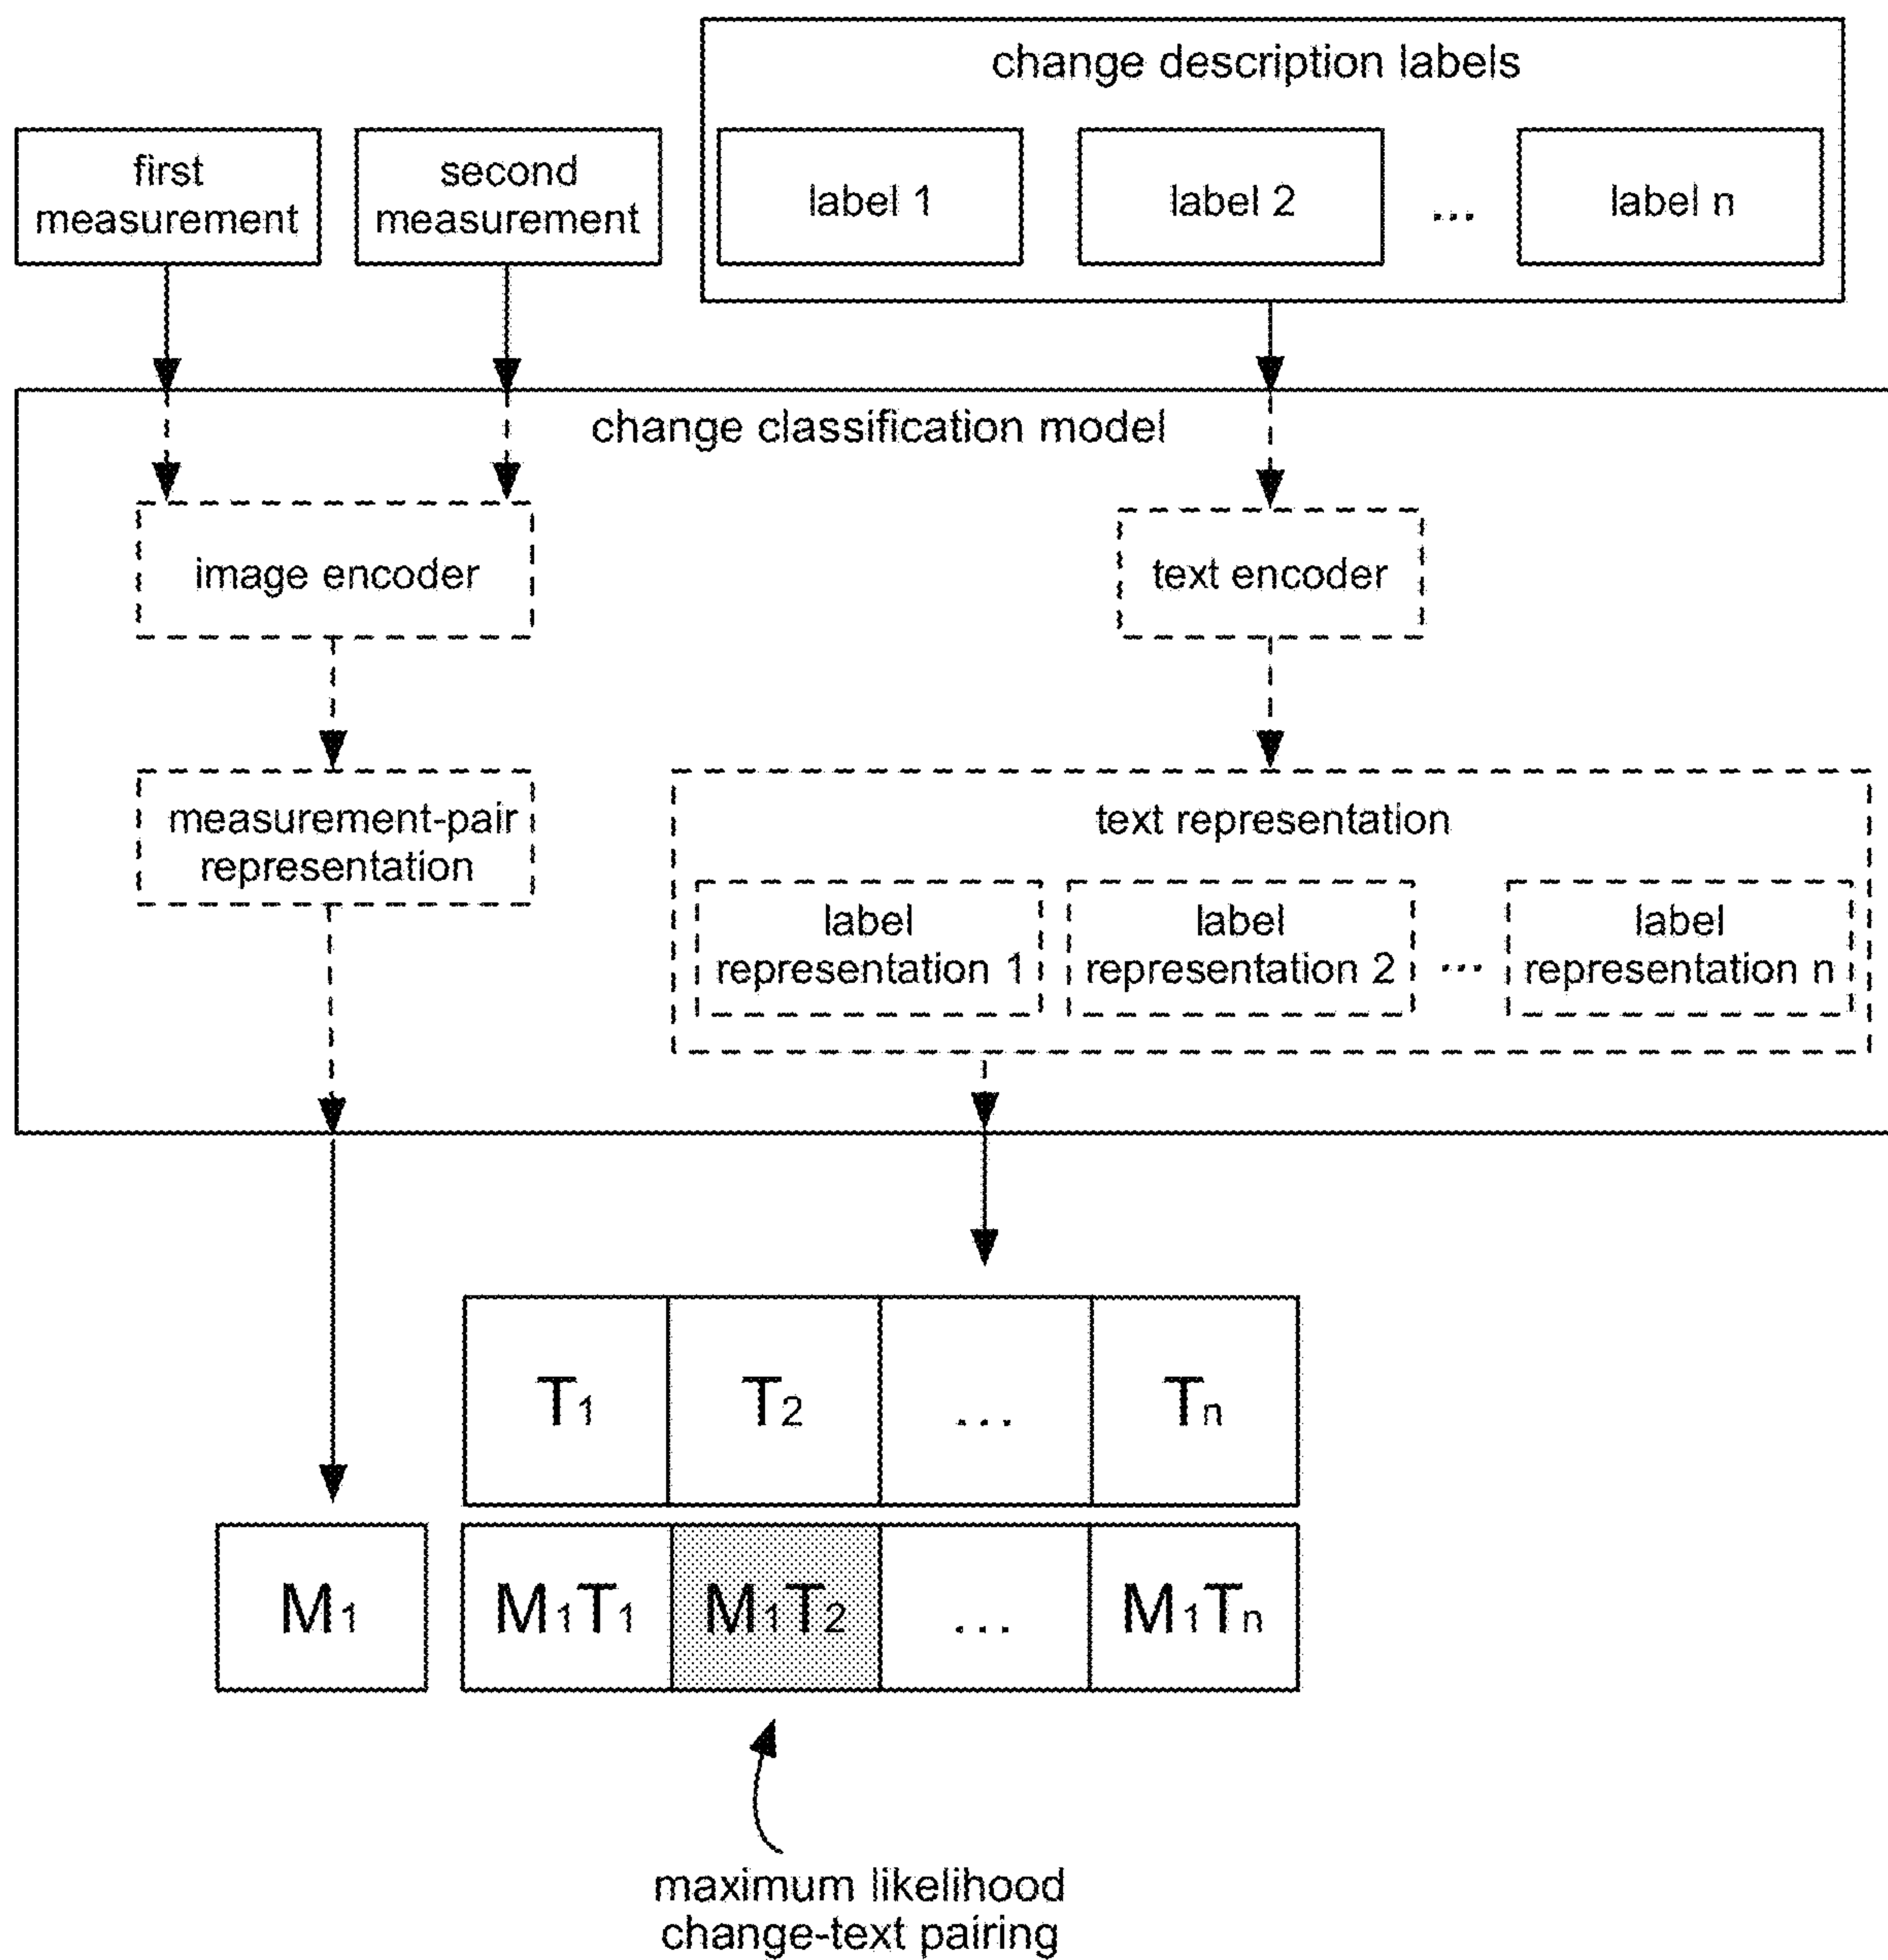 change description labels
first
measurement
second
measurement
label 1
label 2
...
label n
change classification model
image encoder
text encoder
measurement-pair
representation
text representation
label
representation 1
label
representation 2
...
label
representation n
T1
T2
...
Tn
M1
M1T1
M1T2
...
M1Tn
maximum likelihood
change-text pairing